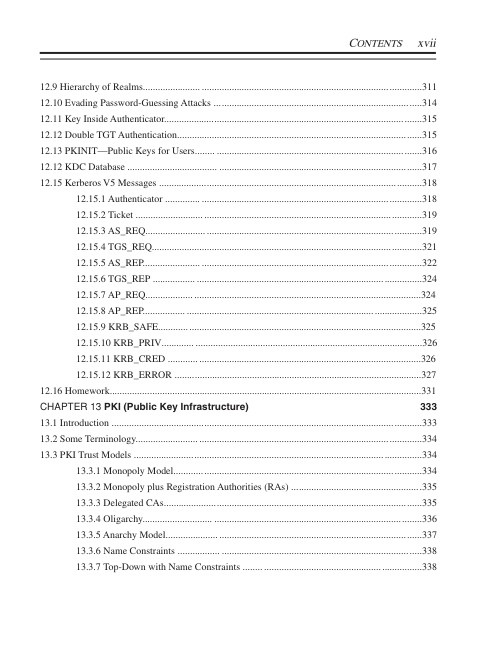 CONTENTS xvii
12.9 Hierarchy of Realms 311
12.10 Evading Password-Guessing Attacks 314
12.11 Key Inside Authenticator 315
12.12 Double TGT Authentication 315
12.13 PKINIT—Public Keys for Users 316
12.12 KDC Database 317
12.15 Kerberos V5 Messages 318
12.15.1 Authenticator 318
12.15.2 Ticket 319
12.15.3 AS_REQ 319
12.15.4 TGS_REQ 321
12.15.5 AS_REP 322
12.15.6 TGS_REP 324
12.15.7 AP_REQ 324
12.15.8 AP_REP 325
12.15.9 KRB_SAFE 325
12.15.10 KRB_PRIV 326
12.15.11 KRB_CRED 326
12.15.12 KRB_ERROR 327
12.16 Homework 331
CHAPTER 13 PKI (Public Key Infrastructure) 333
13.1 Introduction 333
13.2 Some Terminology 334
13.3 PKI Trust Models 334
13.3.1 Monopoly Model 334
13.3.2 Monopoly plus Registration Authorities (RAs) 335
13.3.3 Delegated CAs 335
13.3.4 Oligarchy 336
13.3.5 Anarchy Model 337
13.3.6 Name Constraints 338
13.3.7 Top-Down with Name Constraints 338